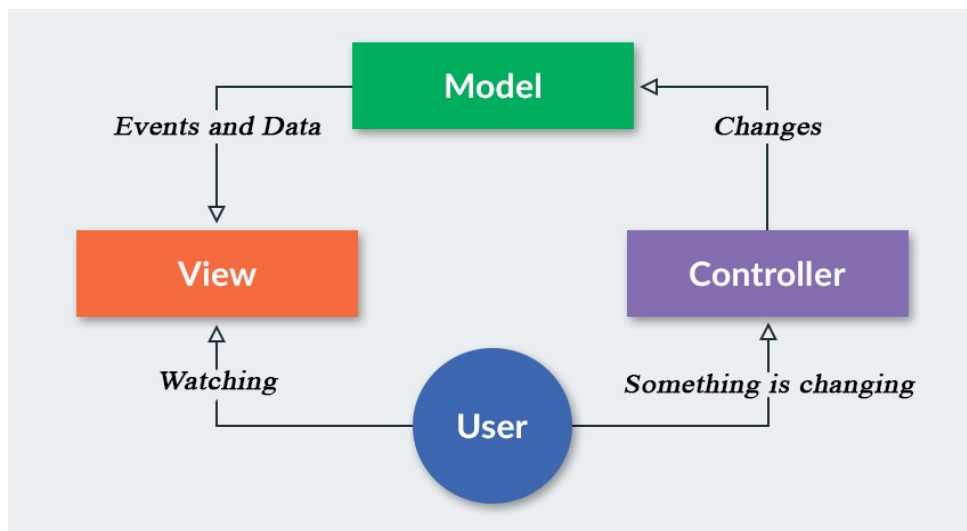 Model
Events and Data
Changes
View
Controller
Watching
Something is changing
User